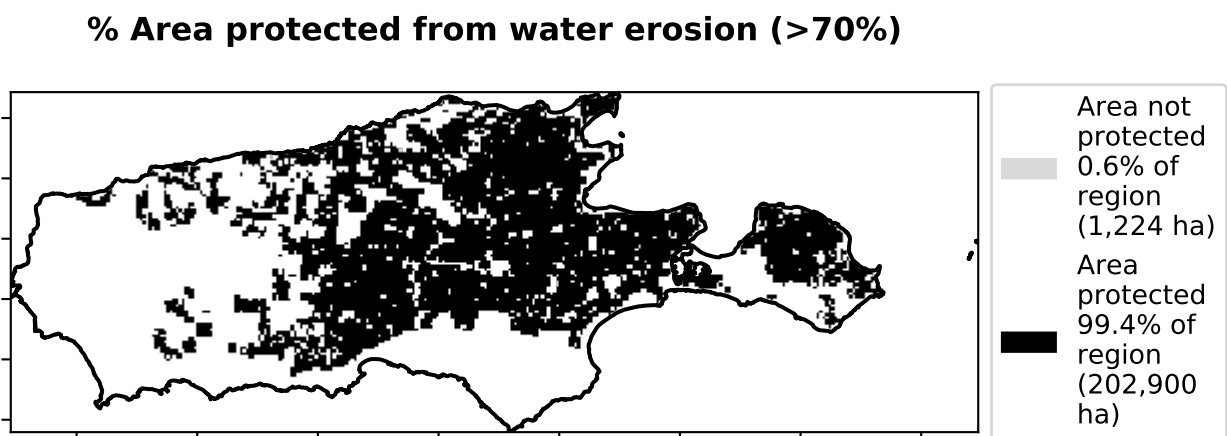 % Area protected from water erosion (>70%)
Area not
protected
0.6% of
region
(1,224 ha)
Area
protected
99.4% of
region
(202,900
ha)